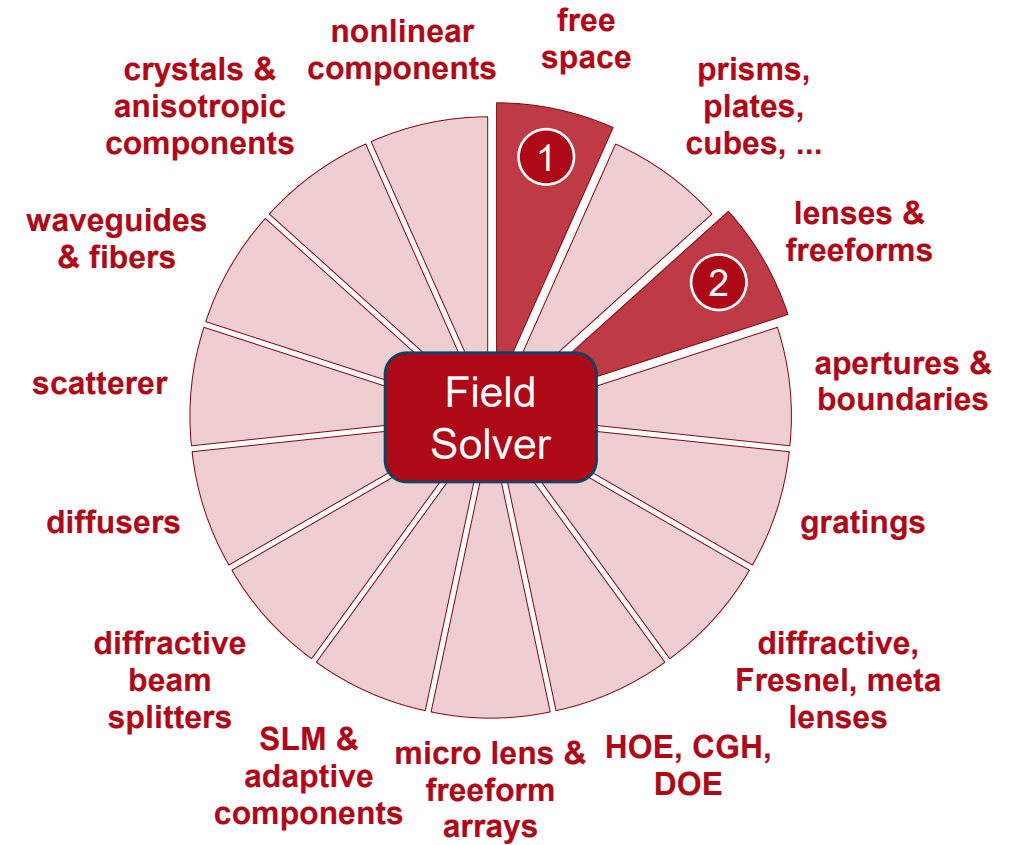 free
space
1
prisms,
plates,
cubes, ...
lenses &
freeforms
2
apertures &
boundaries
gratings
diffractive,
Fresnel, meta
lenses
HOE, CGH,
DOE
micro lens &
freeform
arrays
SLM &
adaptive
components
diffractive
beam
splitters
diffusers
scatterer
waveguides
& fibers
crystals &
anisotropic
components
nonlinear
components
Field
Solver